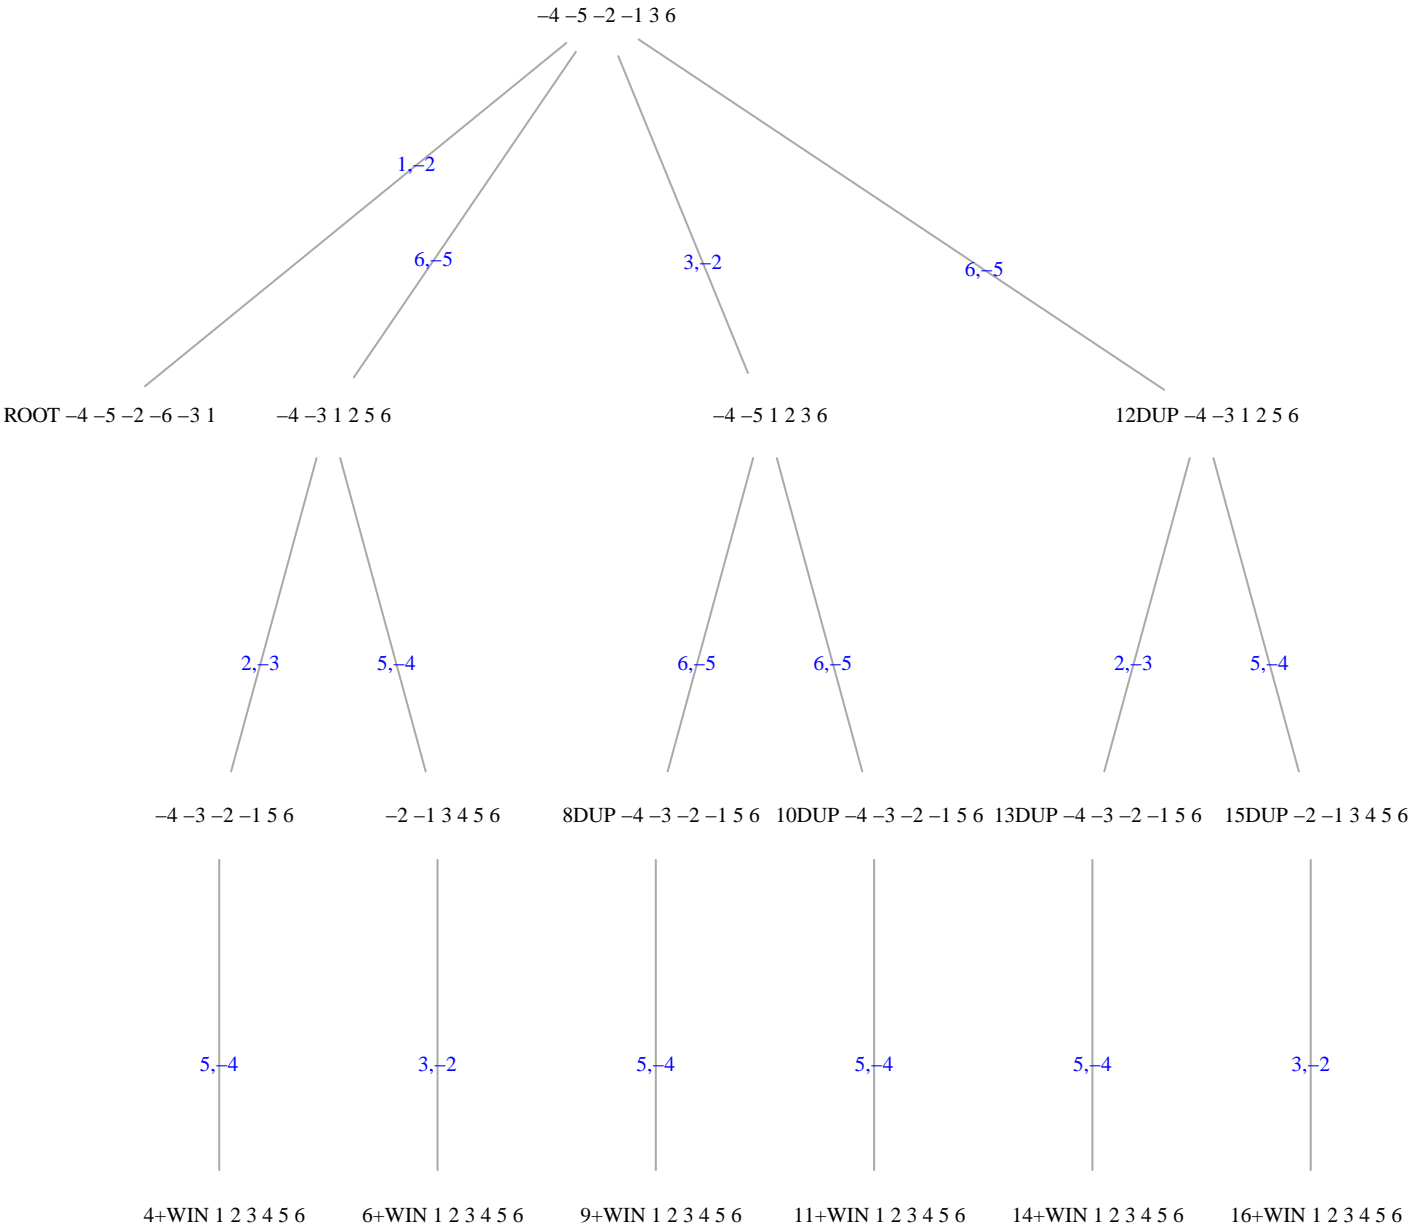 –4 –5 –2 –1 3 6
1,–2
6,–5
3,–2
6,–5
ROOT –4 –5 –2 –6 –3 1
–4 –3 1 2 5 6
–4 –5 1 2 3 6
12DUP –4 –3 1 2 5 6
2,–3
5,–4
6,–5
6,–5
2,–3
5,–4
–4 –3 –2 –1 5 6
–2 –1 3 4 5 6
8DUP –4 –3 –2 –1 5 6
10DUP –4 –3 –2 –1 5 6
13DUP –4 –3 –2 –1 5 6
15DUP –2 –1 3 4 5 6
5,–4
3,–2
5,–4
5,–4
5,–4
3,–2
4+WIN 1 2 3 4 5 6
6+WIN 1 2 3 4 5 6
9+WIN 1 2 3 4 5 6
11+WIN 1 2 3 4 5 6
14+WIN 1 2 3 4 5 6
16+WIN 1 2 3 4 5 6